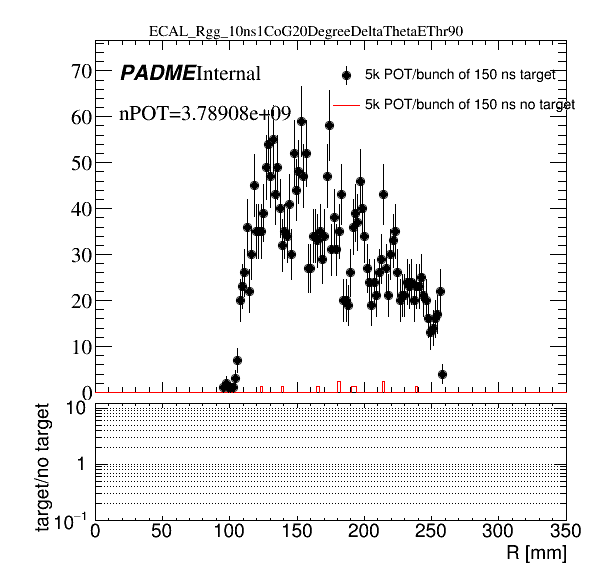 ECAL_Rgg_10ns1CoG20DegreeDeltaThetaEThr90
PADME Internal
5k POT/bunch of 150 ns target
5k POT/bunch of 150 ns no target
nPOT=3.78908e+09
70
60
50
40
30
20
10
0
target/no target
10
1
10⁻¹
0 50 100 150 200 250 300 350
R [mm]